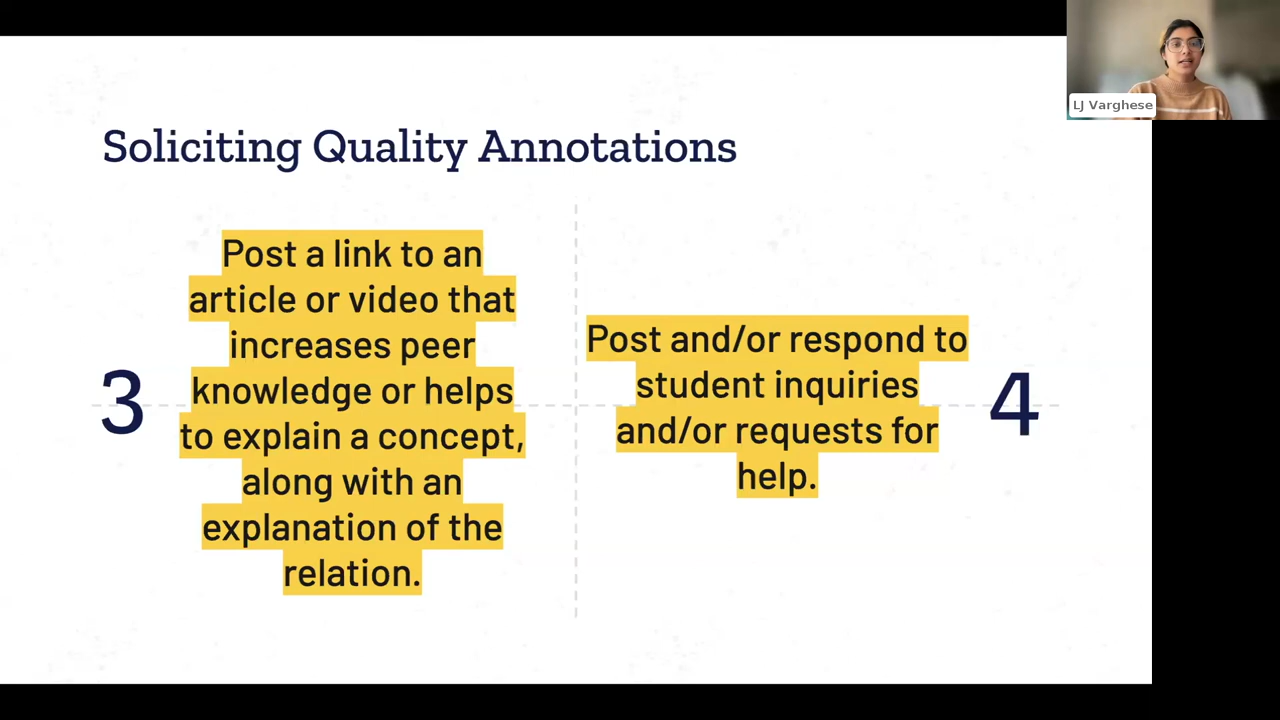 LJ Varghese
Soliciting Quality Annotations
3
Post a link to an
article or video that
increases peer
knowledge or helps
to explain a concept,
along with an
explanation of the
relation.
Post and/or respond to
student inquiries
and/or requests for
help.
4